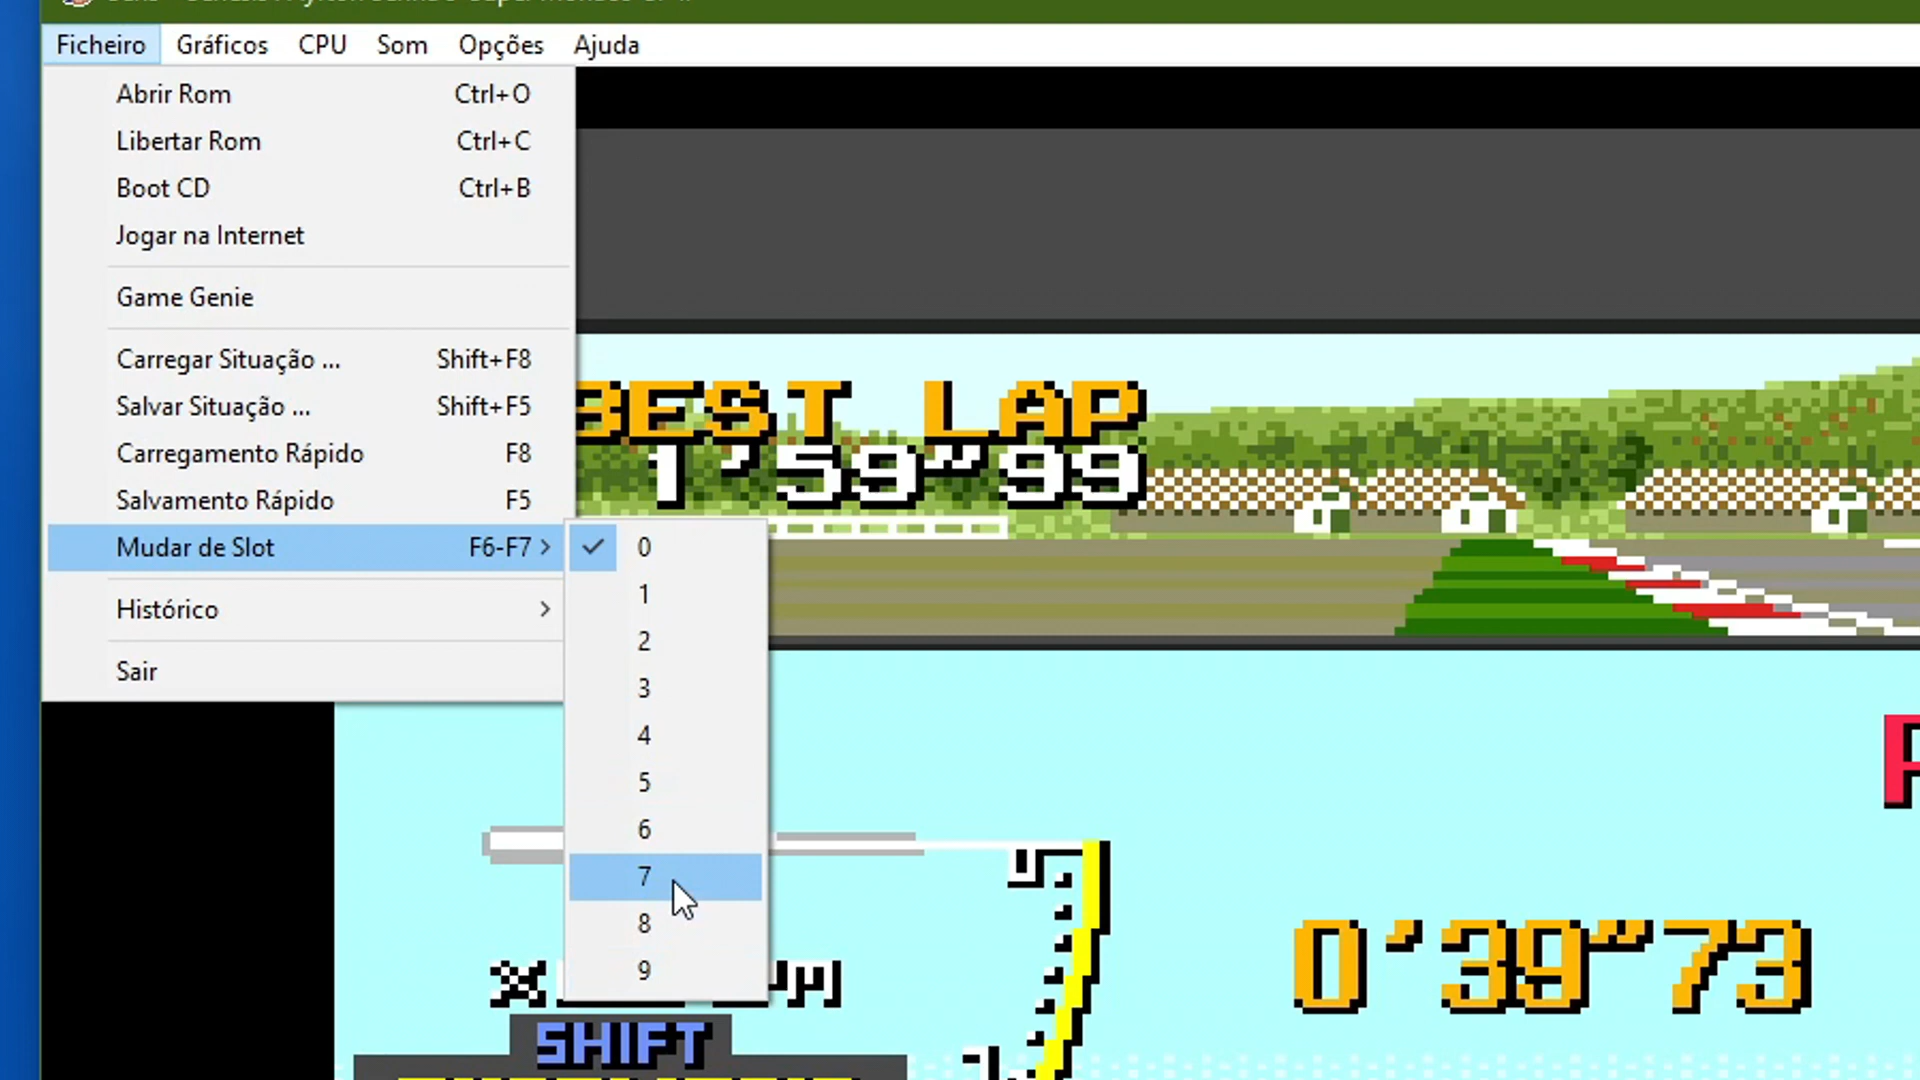 Ficheiro Gráficos CPU Som Opções Ajuda
Abrir Rom Ctrl+O
Libertar Rom Ctrl+C
Boot CD Ctrl+B
Jogar na Internet
Game Genie
Carregar Situação ... Shift+F8
Salvar Situação ... Shift+F5
Carregamento Rápido F8
Salvamento Rápido F5
Mudar de Slot F6-F7
Histórico
Sair
0
1
2
3
4
5
6
7
8
9
BEST LAP
1'59"99
0'39"73
SHIFT